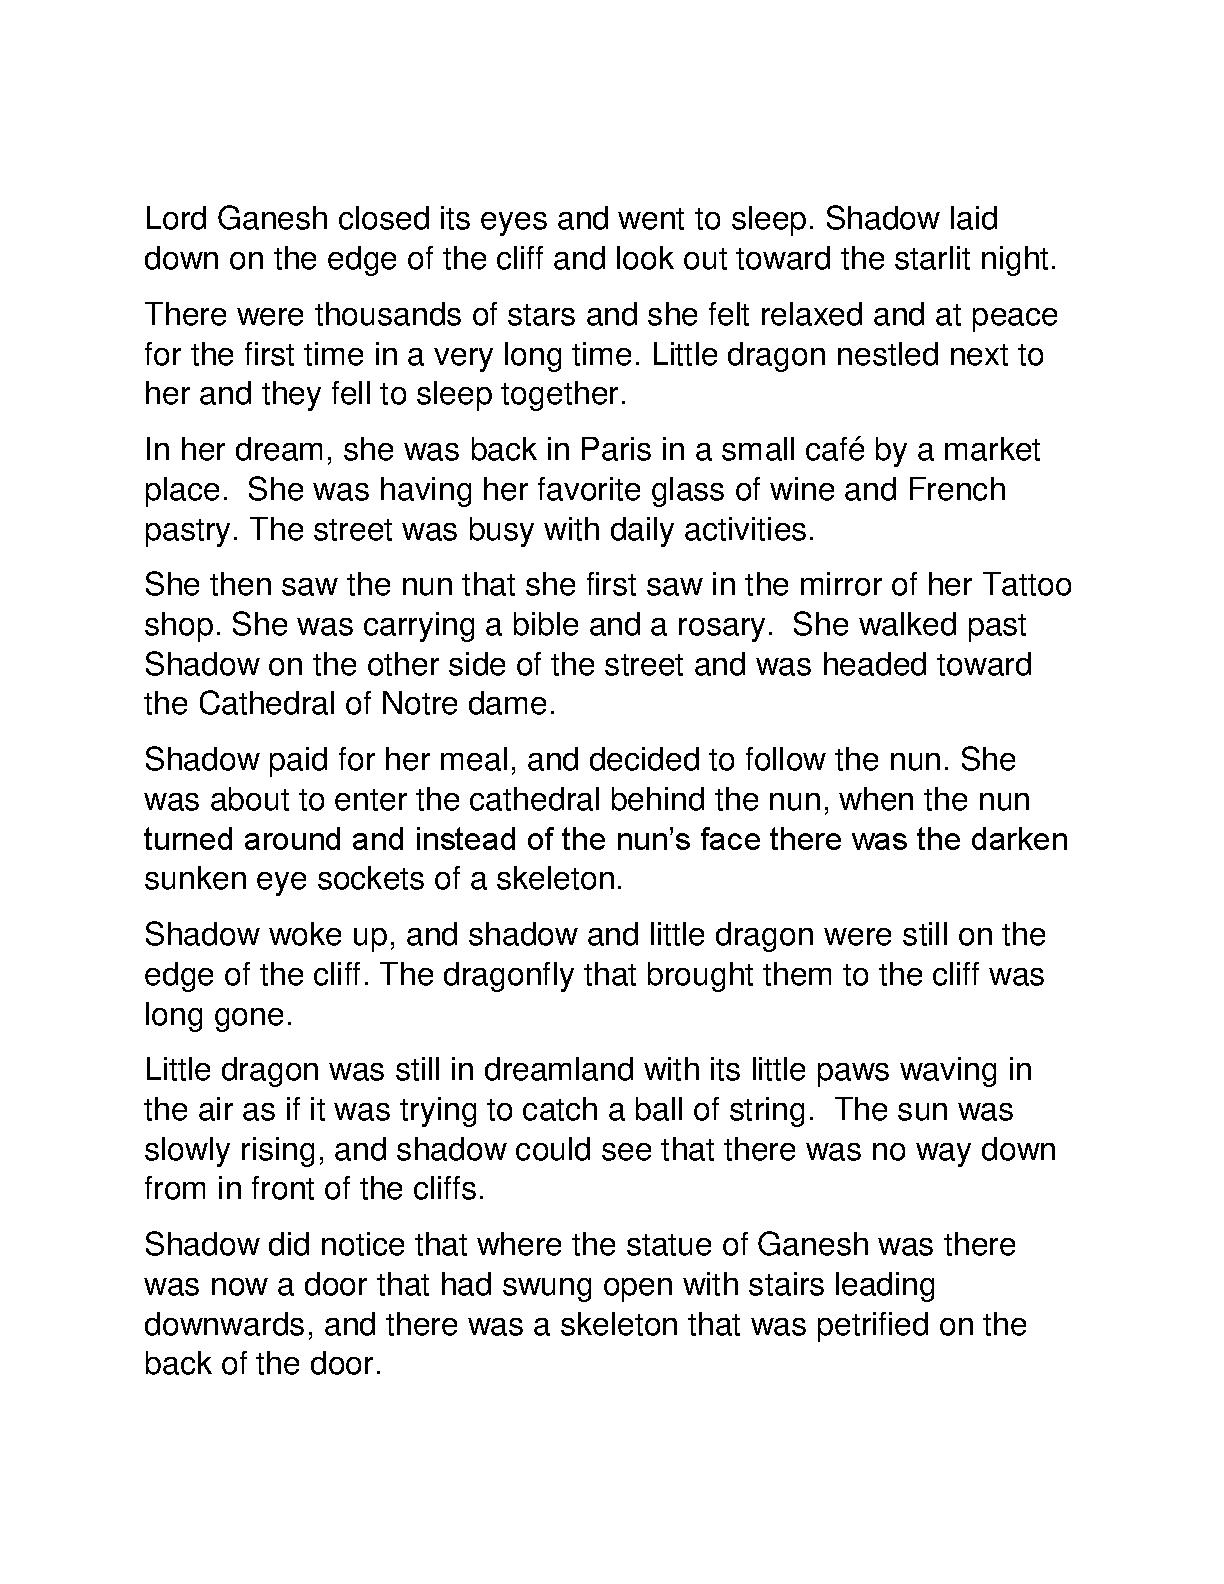 Lord Ganesh closed its eyes and went to sleep. Shadow laid
down on the edge of the cliff and look out toward the starlit night.
There were thousands of stars and she felt relaxed and at peace
for the first time in a very long time. Little dragon nestled next to
her and they fell to sleep together.
In her dream, she was back in Paris in a small café by a market
place.  She was having her favorite glass of wine and French
pastry. The street was busy with daily activities.
She then saw the nun that she first saw in the mirror of her Tattoo
shop. She was carrying a bible and a rosary.  She walked past
Shadow on the other side of the street and was headed toward
the Cathedral of Notre dame.
Shadow paid for her meal, and decided to follow the nun. She
was about to enter the cathedral behind the nun, when the nun
turned around and instead of the nun’s face there was the darken
sunken eye sockets of a skeleton.
Shadow woke up, and shadow and little dragon were still on the
edge of the cliff. The dragonfly that brought them to the cliff was
long gone.
Little dragon was still in dreamland with its little paws waving in
the air as if it was trying to catch a ball of string.  The sun was
slowly rising, and shadow could see that there was no way down
from in front of the cliffs.
Shadow did notice that where the statue of Ganesh was there
was now a door that had swung open with stairs leading
downwards, and there was a skeleton that was petrified on the
back of the door.